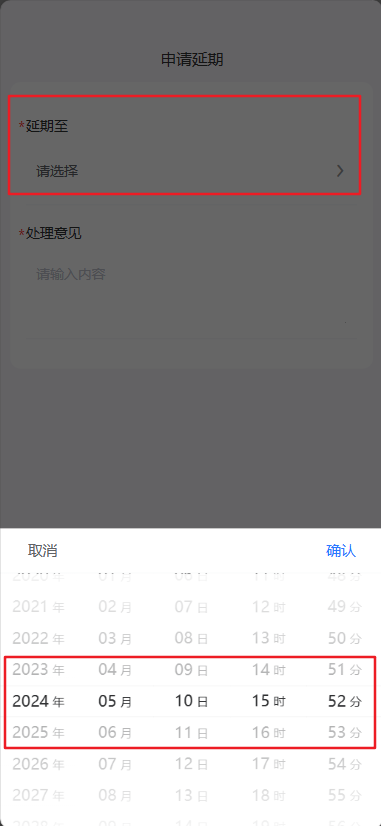 申请延期
*延期至
请选择
*处理意见
请输入内容
取消 确认
2021 年 02 月 07 日 12 时 49 分
2022 年 03 月 08 日 13 时 50 分
2023 年 04 月 09 日 14 时 51 分
2024 年 05 月 10 日 15 时 52 分
2025 年 06 月 11 日 16 时 53 分
2026 年 07 月 12 日 17 时 54 分
2027 年 08 月 13 日 18 时 55 分